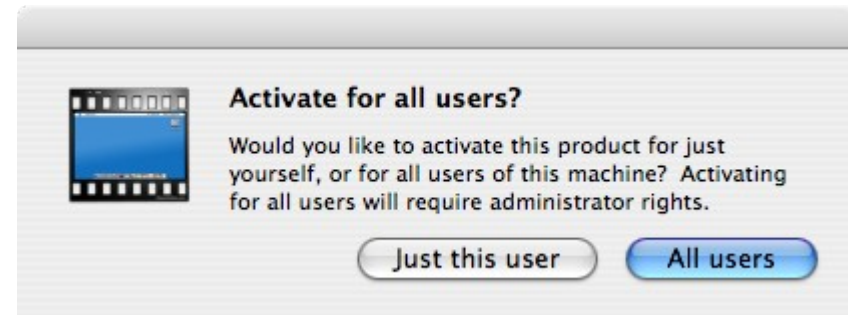 Activate for all users?
Would you like to activate this product for just
yourself, or for all users of this machine?  Activating
for all users will require administrator rights.
Just this user
All users